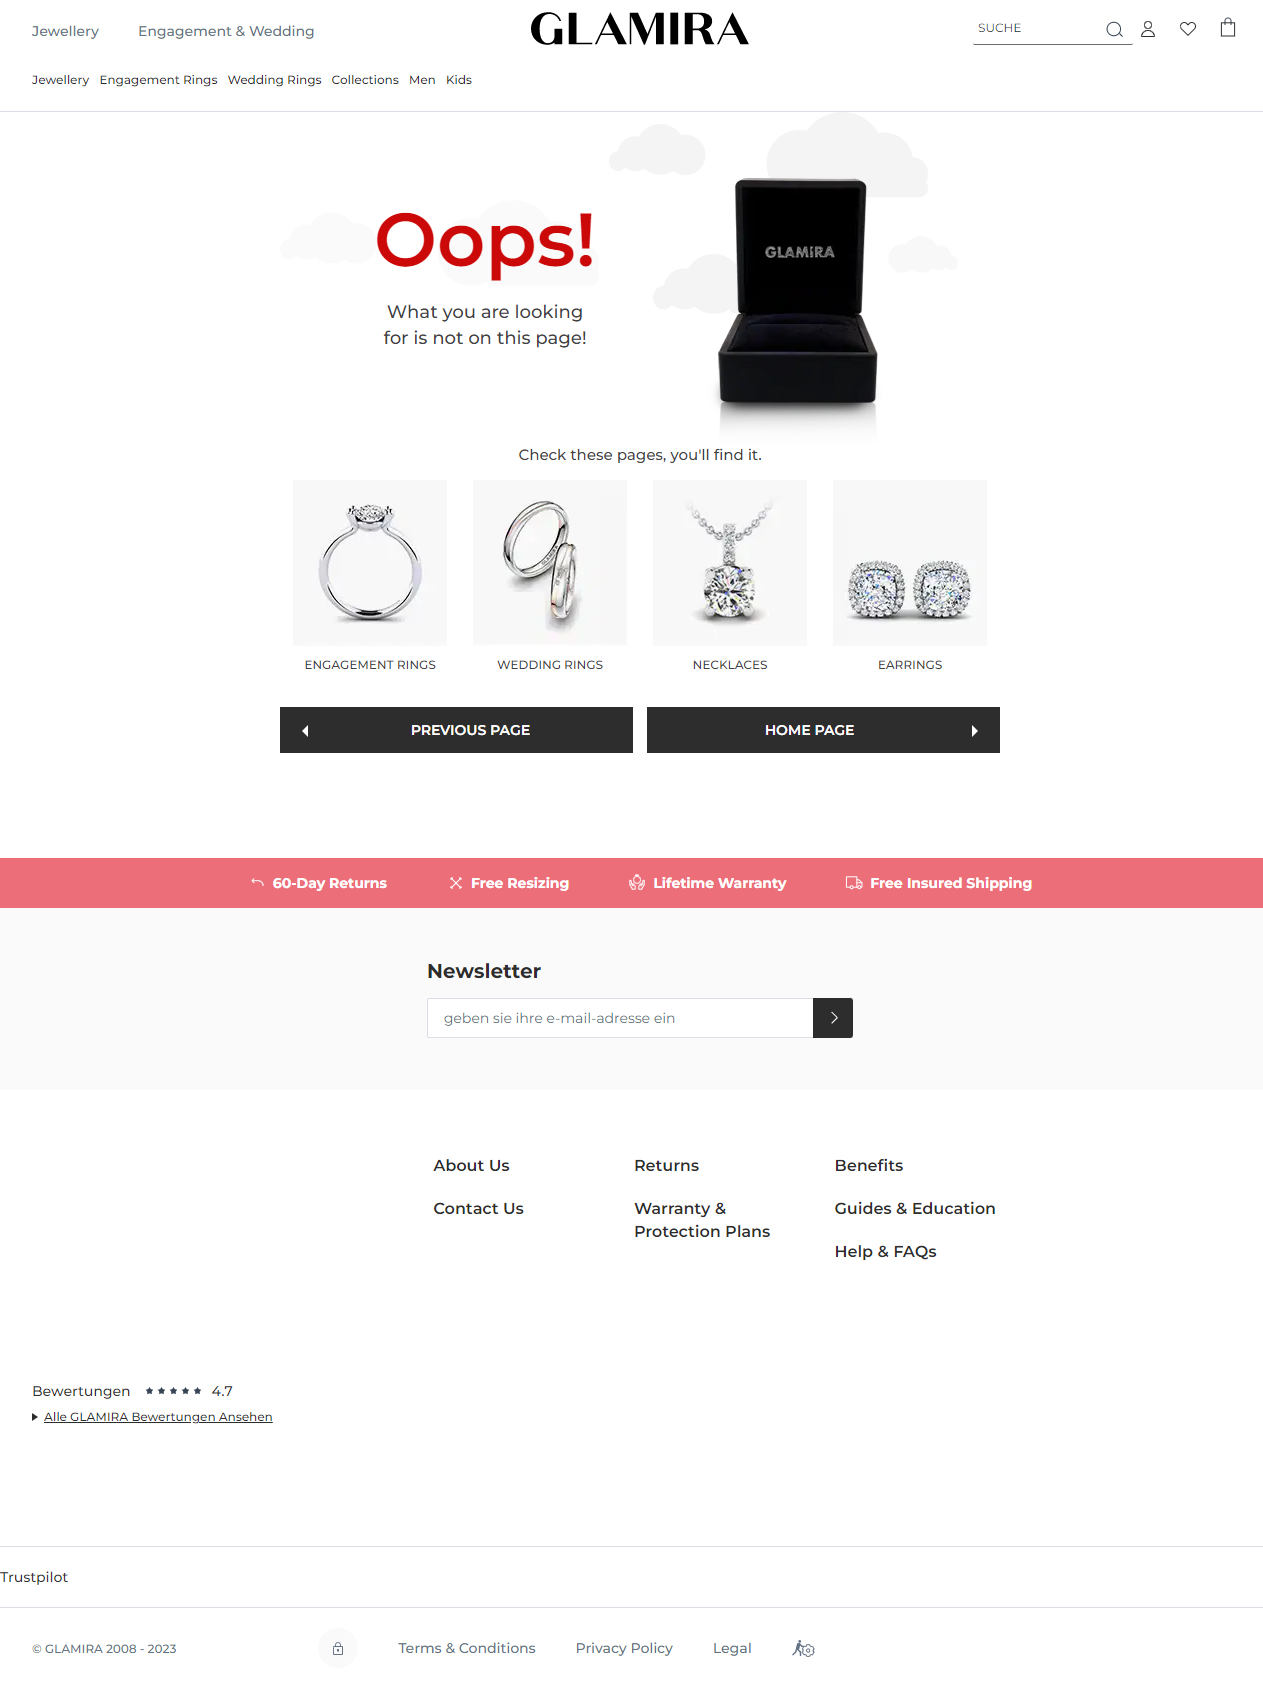 Jewellery Engagement & Wedding
GLAMIRA
SUCHE
Jewellery Engagement Rings Wedding Rings Collections Men Kids
Oops!
What you are looking
for is not on this page!
GLAMIRA
Check these pages, you'll find it.
ENGAGEMENT RINGS
WEDDING RINGS
NECKLACES
EARRINGS
PREVIOUS PAGE
HOME PAGE
60-Day Returns
Free Resizing
Lifetime Warranty
Free Insured Shipping
Newsletter
geben sie ihre e-mail-adresse ein
About Us
Contact Us
Returns
Warranty &
Protection Plans
Benefits
Guides & Education
Help & FAQs
Bewertungen 4.7
Alle GLAMIRA Bewertungen Ansehen
Trustpilot
© GLAMIRA 2008 - 2023
Terms & Conditions
Privacy Policy
Legal